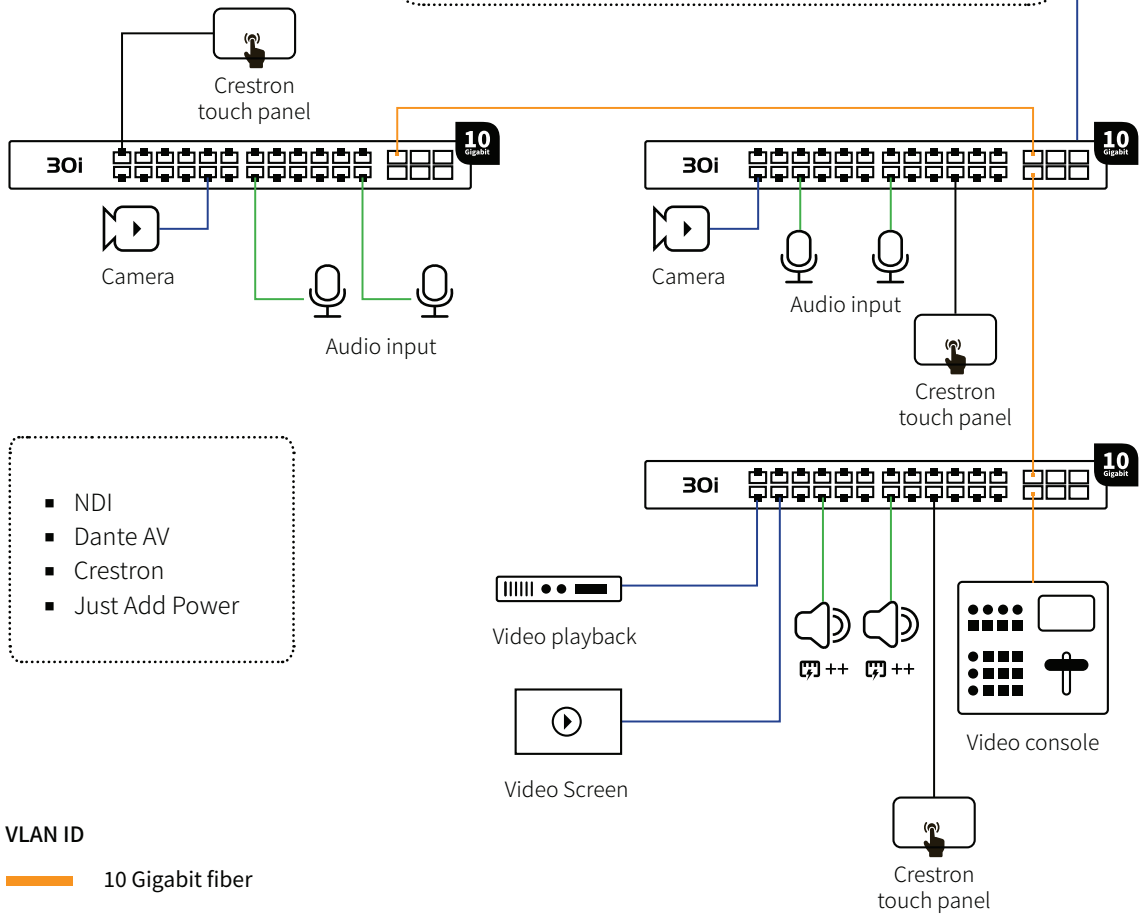 Crestron
touch panel
10
Gigabit
30i
10
Gigabit
30i
Camera
Audio input
Camera
Audio input
Crestron
touch panel
10
Gigabit
30i
NDI
Dante AV
Crestron
Just Add Power
Video playback
++
++
Video console
Video Screen
Crestron
touch panel
VLAN ID
10 Gigabit fiber